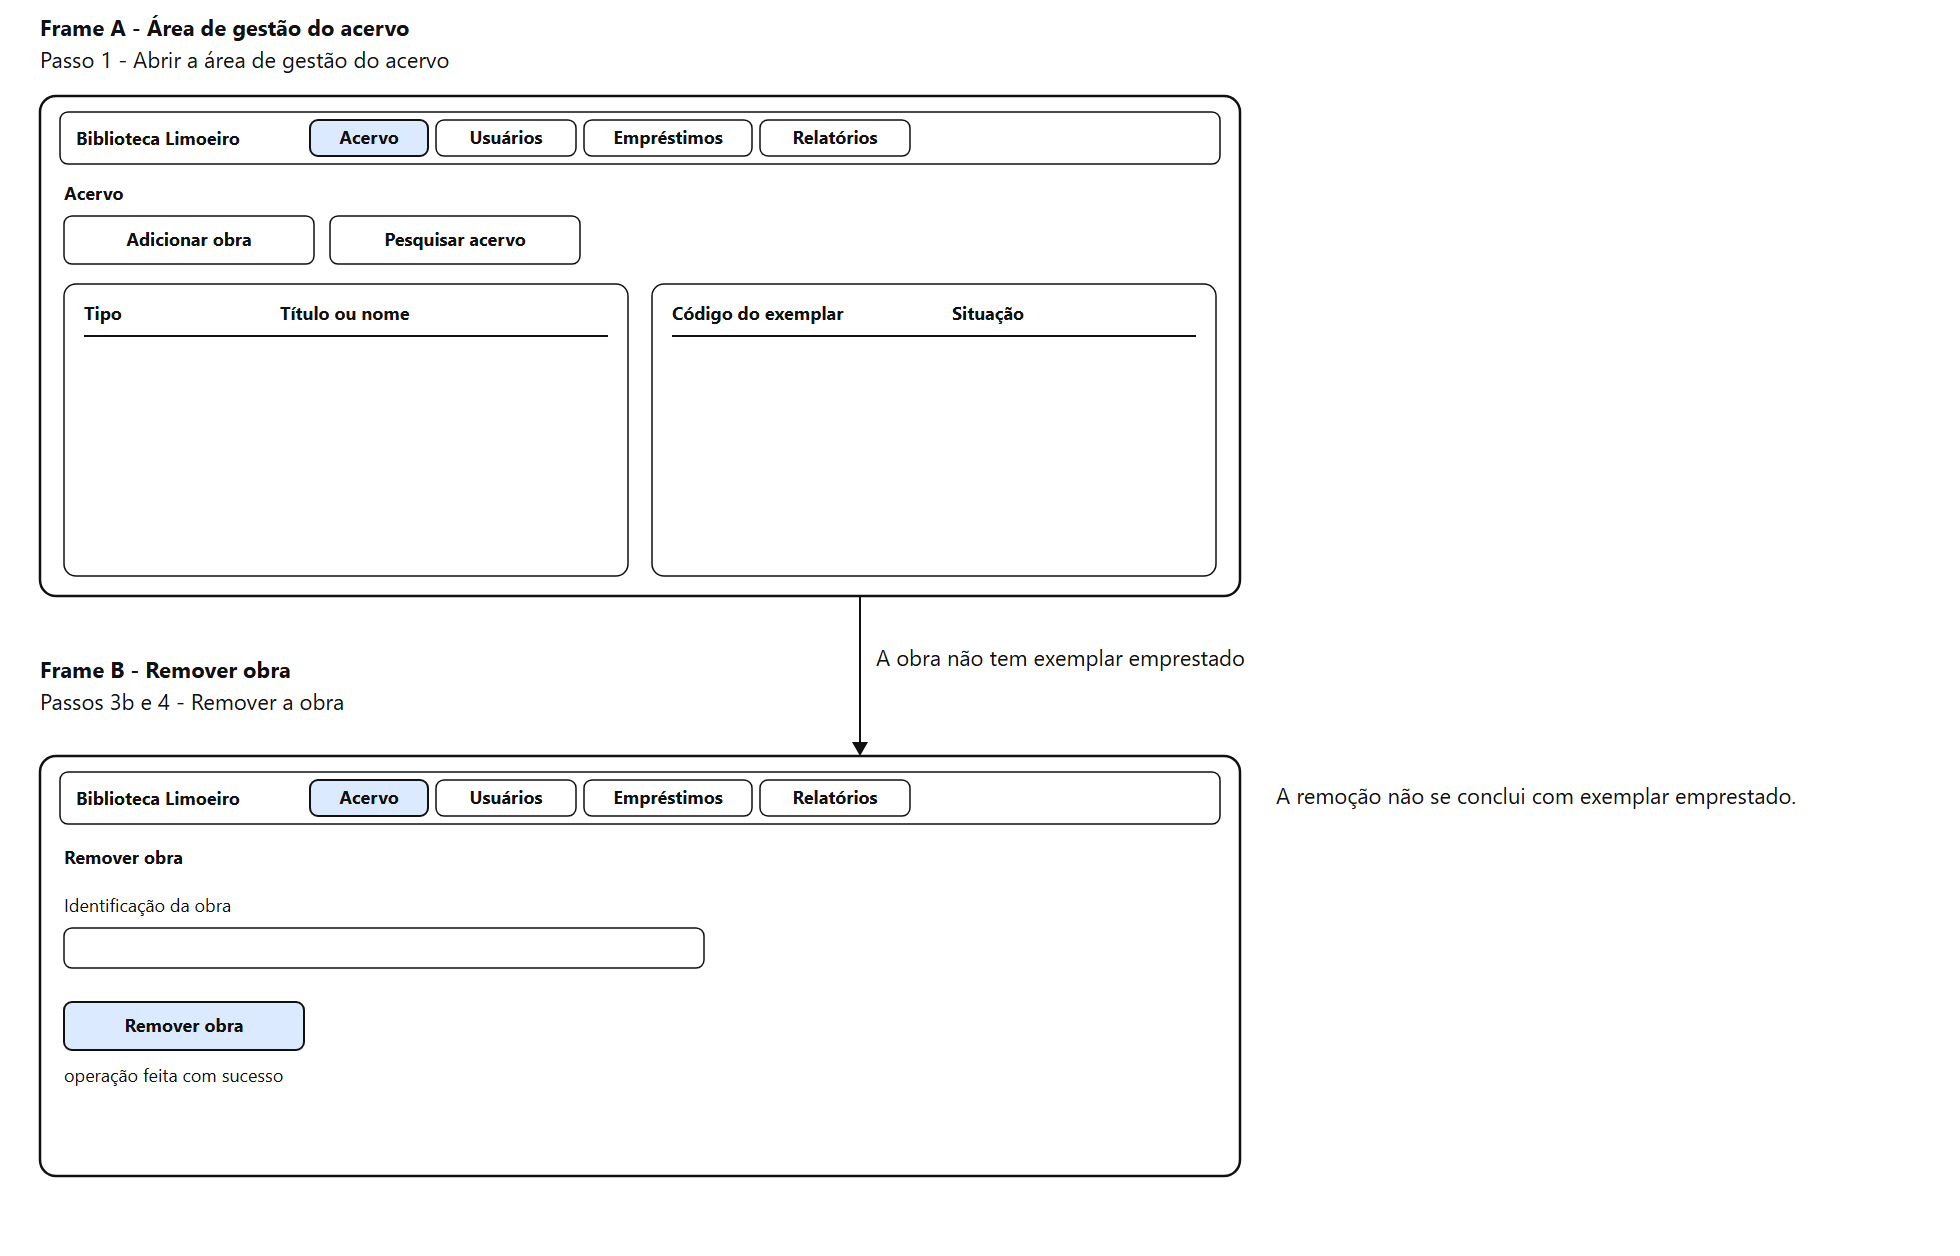 Frame A - Área de gestão do acervo
Passo 1 - Abrir a área de gestão do acervo
Biblioteca Limoeiro Acervo Usuários Empréstimos Relatórios
Acervo
Adicionar obra Pesquisar acervo
Tipo Título ou nome Código do exemplar Situação
A obra não tem exemplar emprestado
Frame B - Remover obra
Passos 3b e 4 - Remover a obra
Biblioteca Limoeiro Acervo Usuários Empréstimos Relatórios
A remoção não se conclui com exemplar emprestado.
Remover obra
Identificação da obra
Remover obra
operação feita com sucesso